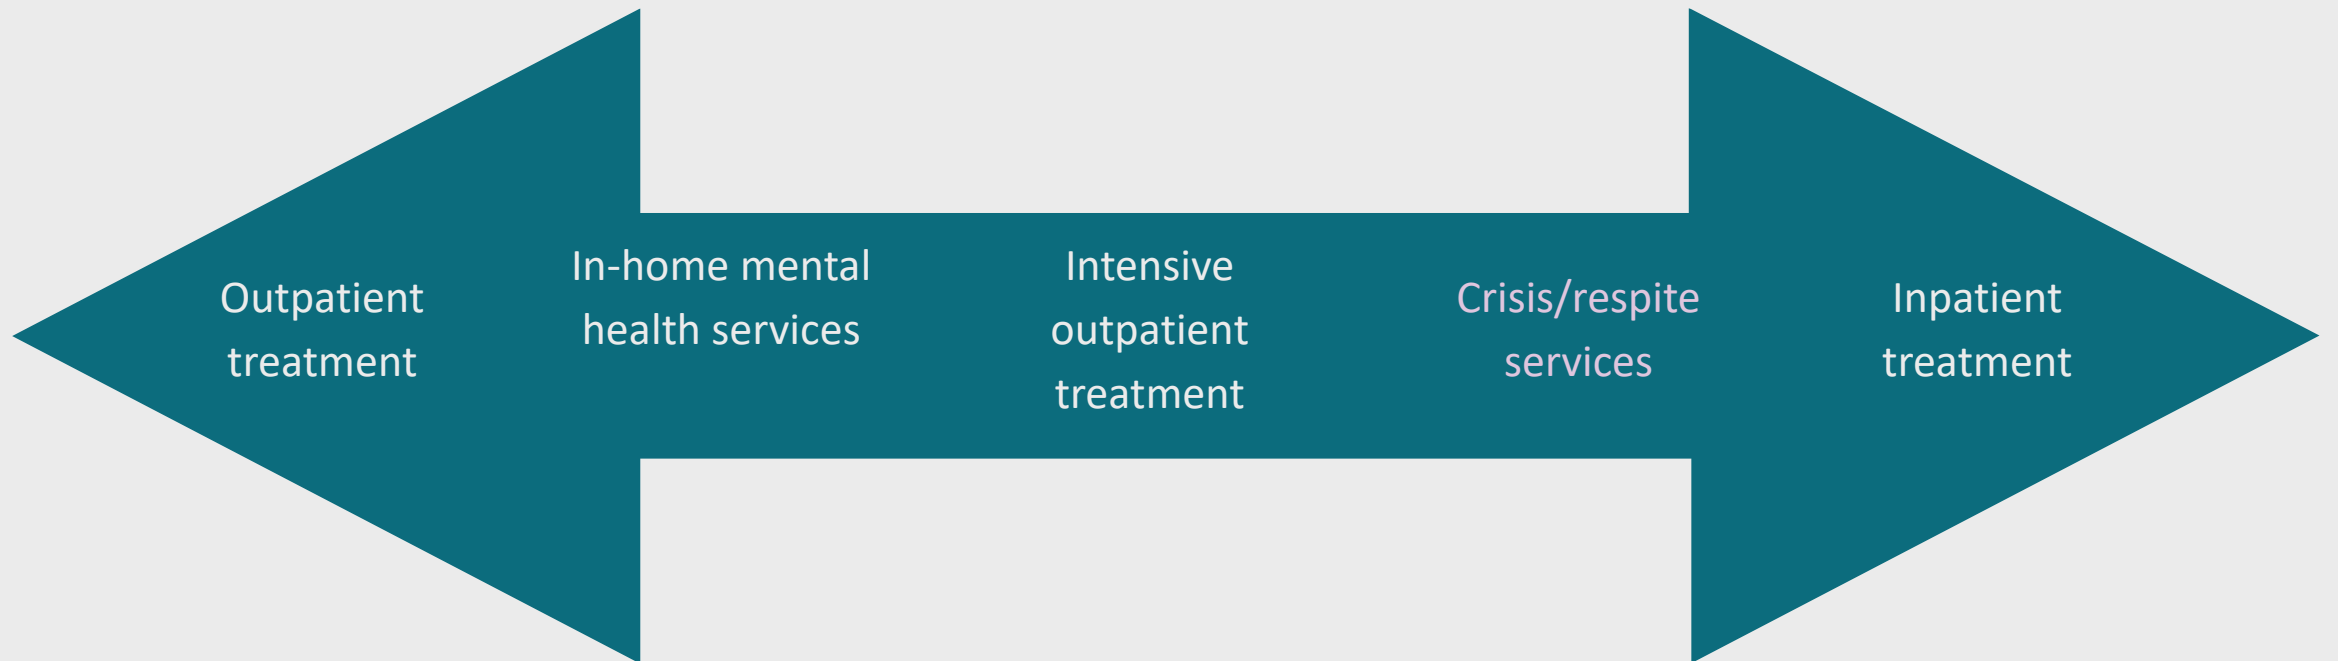 Outpatient
treatment
In-home mental
health services
Intensive
outpatient
treatment
Crisis/respite
services
Inpatient
treatment